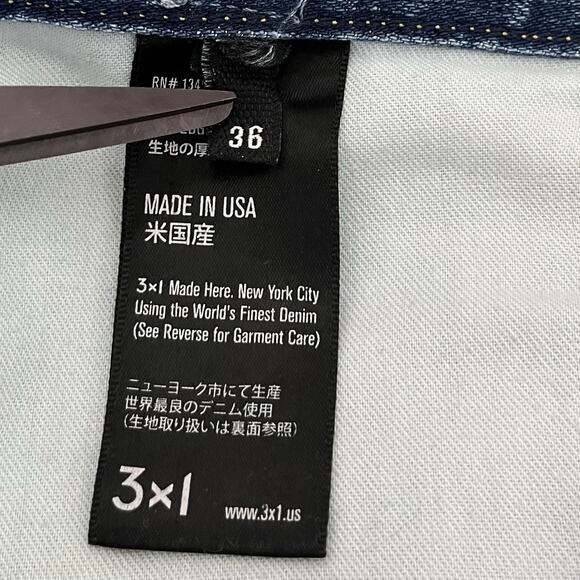 RN# 134
36
生地の厚
MADE IN USA
米国産
3×1 Made Here. New York City
Using the World's Finest Denim
(See Reverse for Garment Care)
ニューヨーク市にて生産
世界最良のデニム使用
(生地取り扱いは裏面参照)
3×1
www.3x1.us